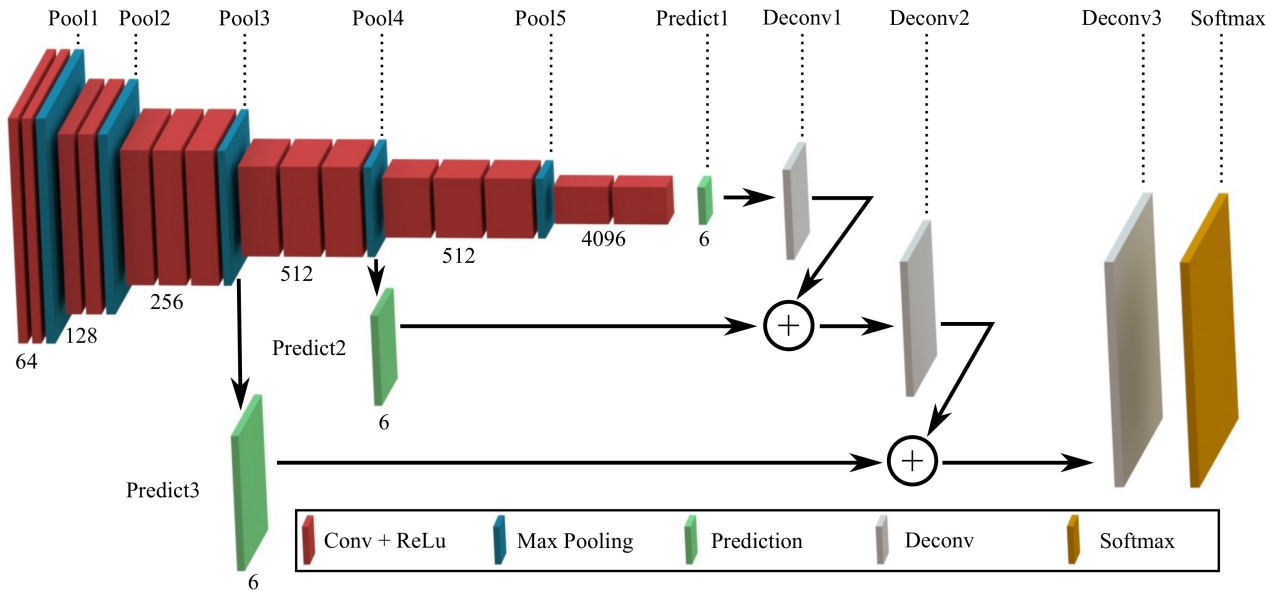 Pool1 Pool2 Pool3 Pool4 Pool5 Predict1 Deconv1 Deconv2 Deconv3 Softmax
4096
6
512
512
256
128
64
Predict2
6
Predict3
6
Conv + ReLu Max Pooling Prediction Deconv Softmax